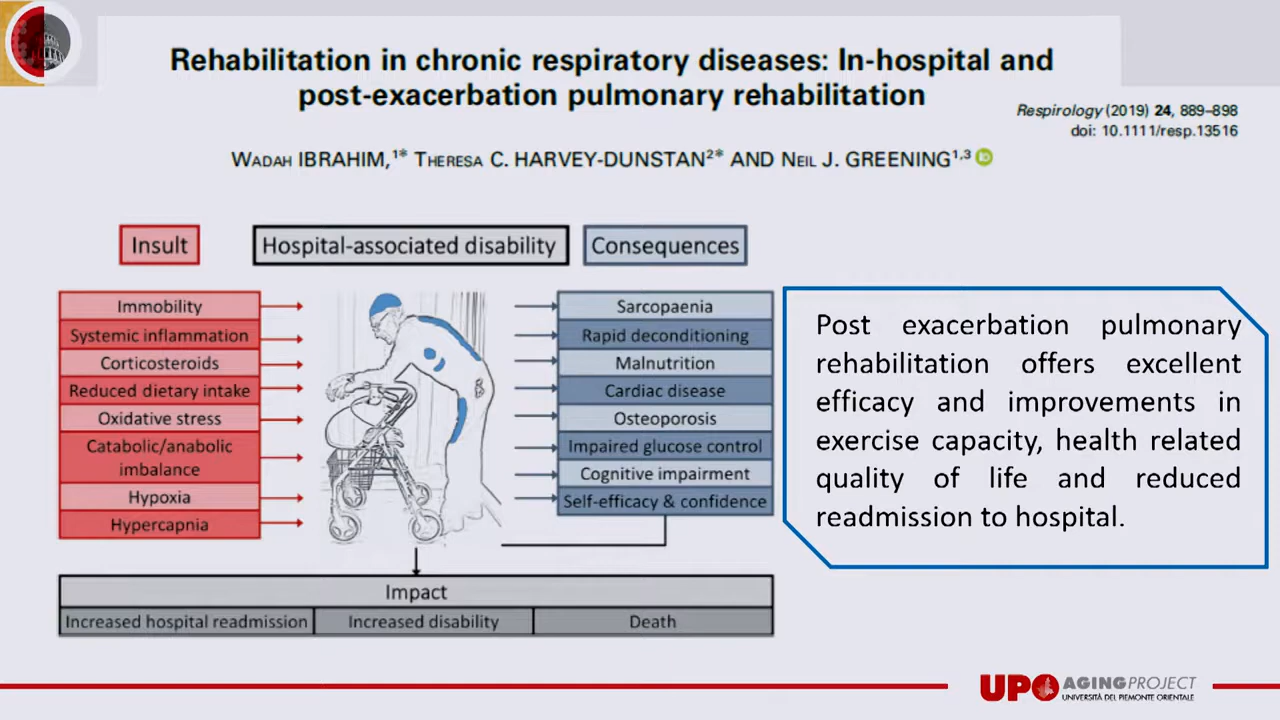 Rehabilitation in chronic respiratory diseases: In-hospital and
post-exacerbation pulmonary rehabilitation
Respirology (2019) 24, 889–898
doi: 10.1111/resp.13516
WADAH IBRAHIM,1* THERESA C. HARVEY-DUNSTAN2* AND NEIL J. GREENING1,3
Insult
Hospital-associated disability
Consequences
Immobility
Systemic inflammation
Corticosteroids
Reduced dietary intake
Oxidative stress
Catabolic/anabolic
imbalance
Hypoxia
Hypercapnia
Sarcopaenia
Rapid deconditioning
Malnutrition
Cardiac disease
Osteoporosis
Impaired glucose control
Cognitive impairment
Self-efficacy & confidence
Impact
Increased hospital readmission
Increased disability
Death
Post exacerbation pulmonary
rehabilitation offers excellent
efficacy and improvements in
exercise capacity, health related
quality of life and reduced
readmission to hospital.
UPO AGING PROJECT
UNIVERSITÀ DEL PIEMONTE ORIENTALE